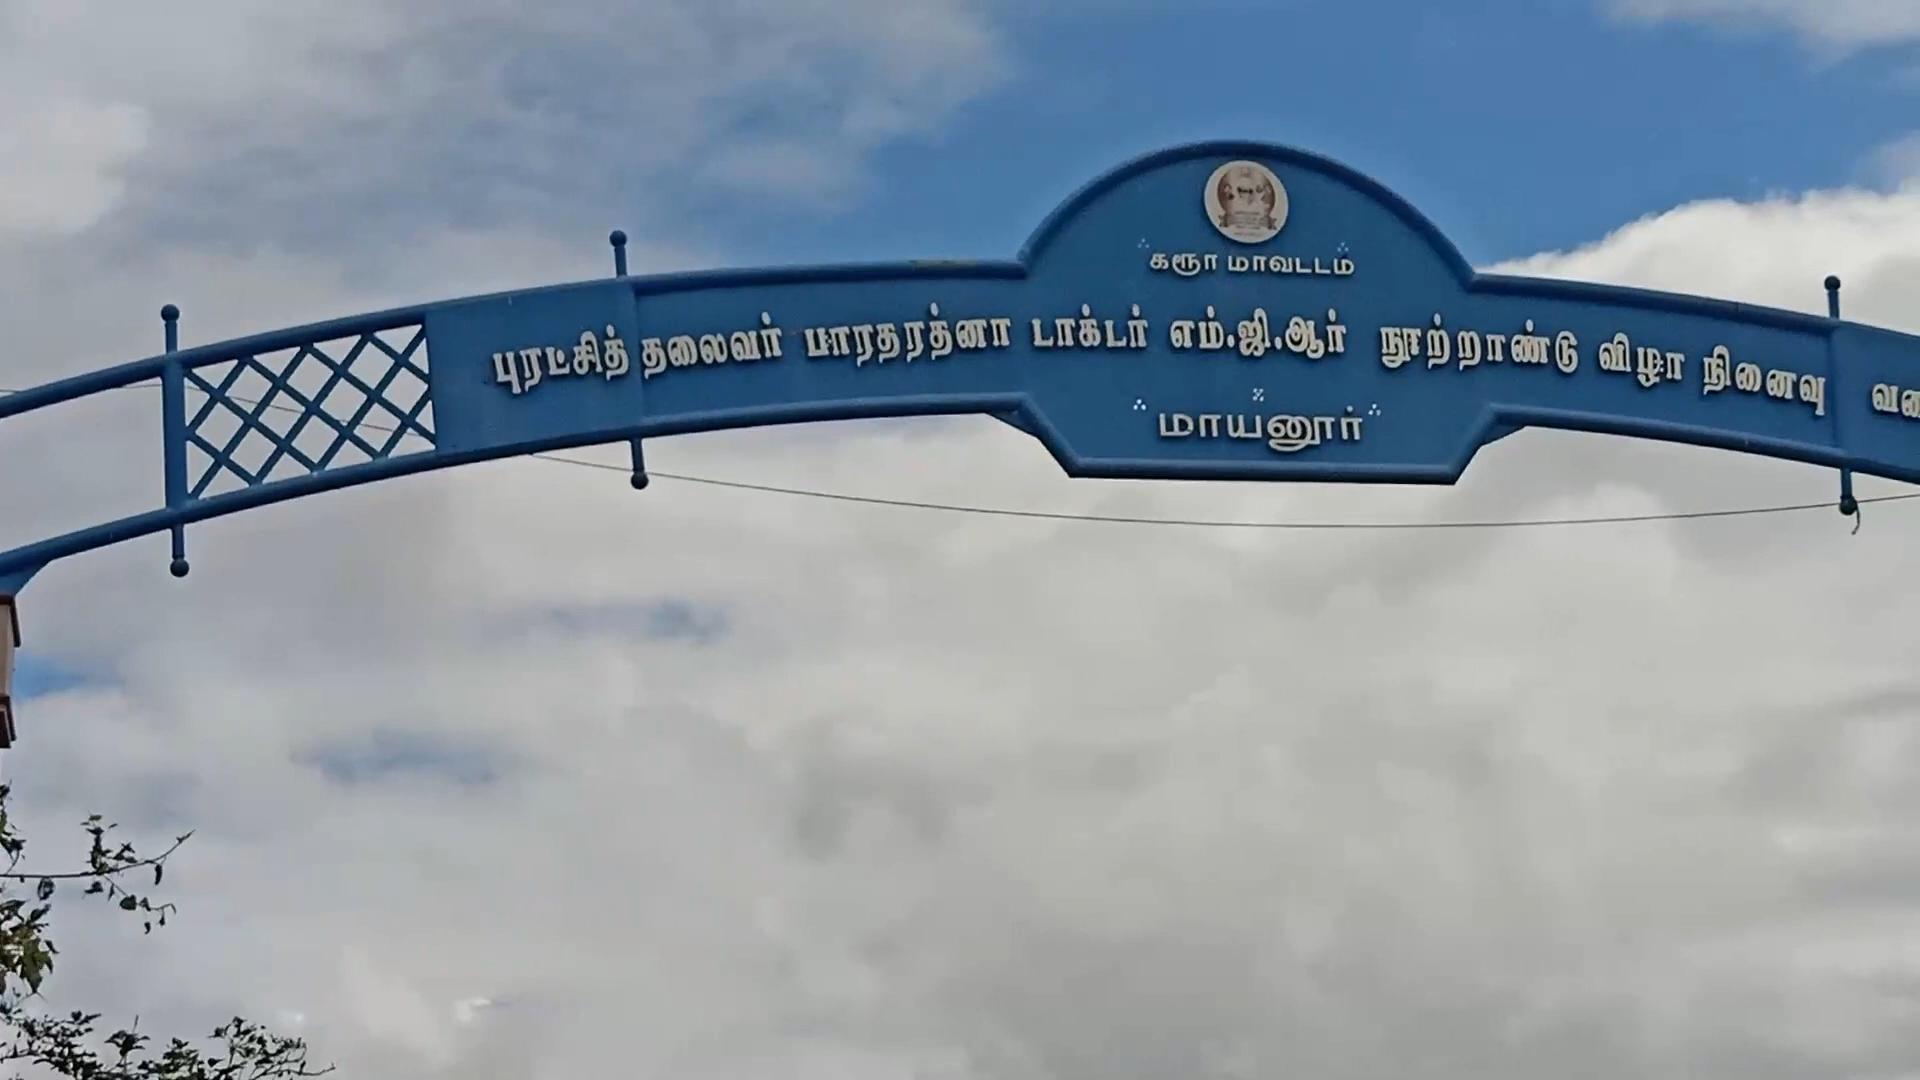 கரூர் மாவட்டம்
புரட்சித் தலைவர் பாரதரத்னா டாக்டர் எம்.ஜி.ஆர் நூற்றாண்டு விழா நினைவு
மாயனூர்